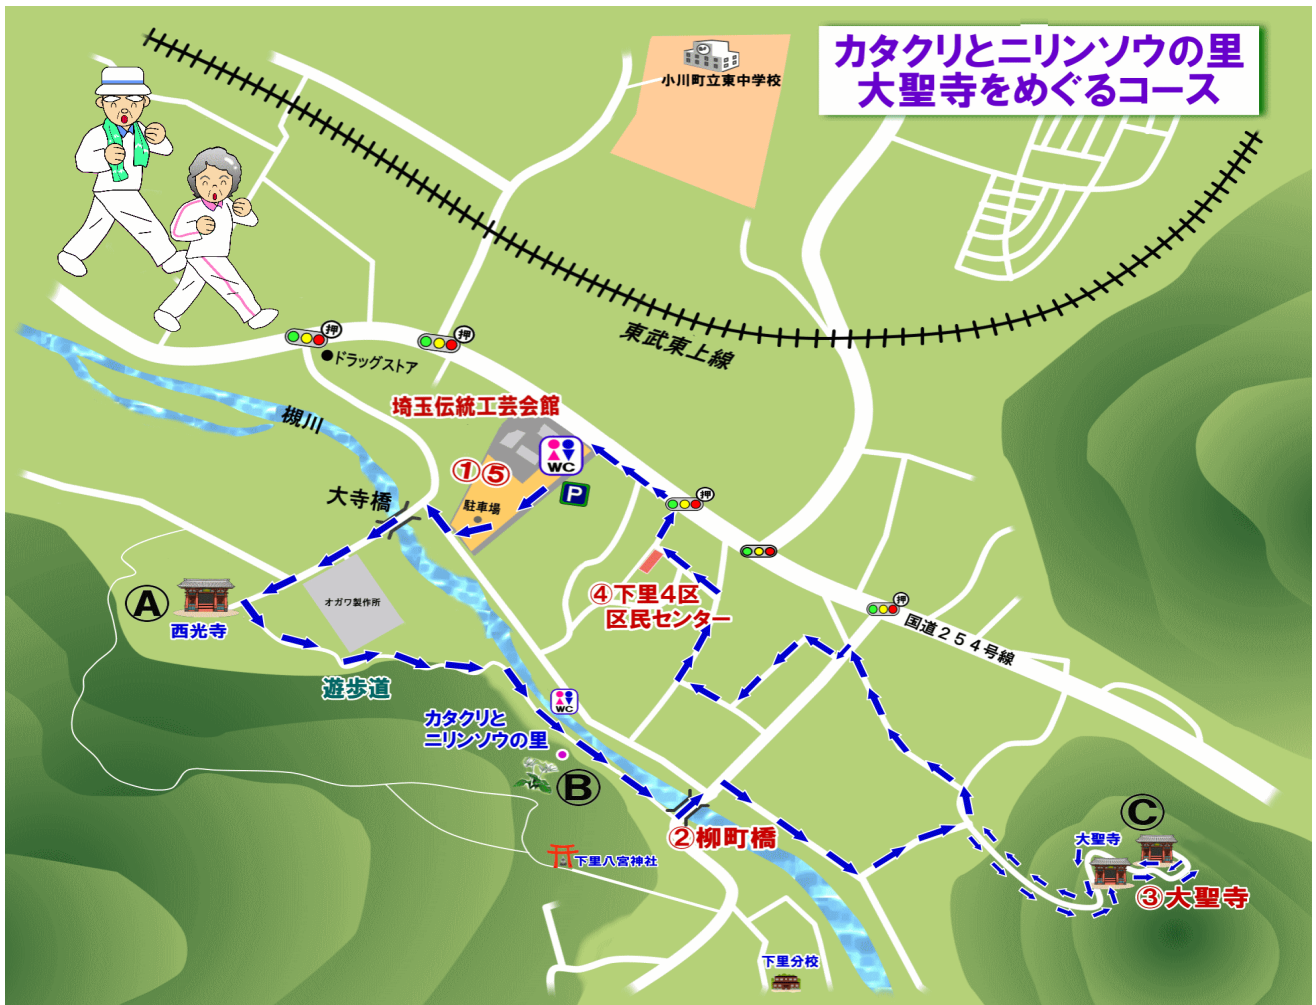 カタクリとニリンソウの里
大聖寺をめぐるコース
小川町立東中学校
東武東上線
押
押
ドラッグストア
槻川
埼玉伝統工芸会館
①⑤
WC
P
駐車場
大寺橋
押
A
西光寺
オガワ製作所
④下里4区
区民センター
押
国道254号線
遊歩道
WC
カタクリと
ニリンソウの里
B
②柳町橋
C
大聖寺
③大聖寺
下里八宮神社
下里分校